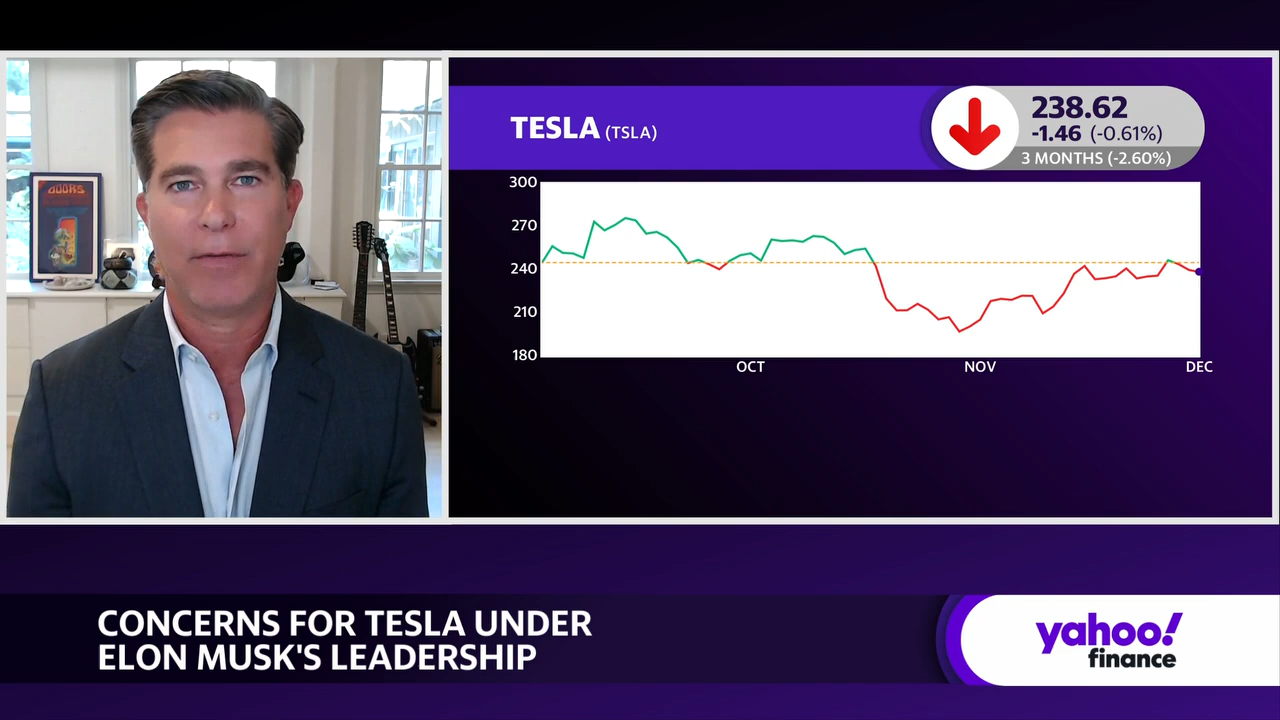 DOORS
TESLA (TSLA)
238.62
-1.46 (-0.61%)
3 MONTHS (-2.60%)
300
270
240
210
180
OCT
NOV
DEC
CONCERNS FOR TESLA UNDER
ELON MUSK'S LEADERSHIP
yahoo!
finance